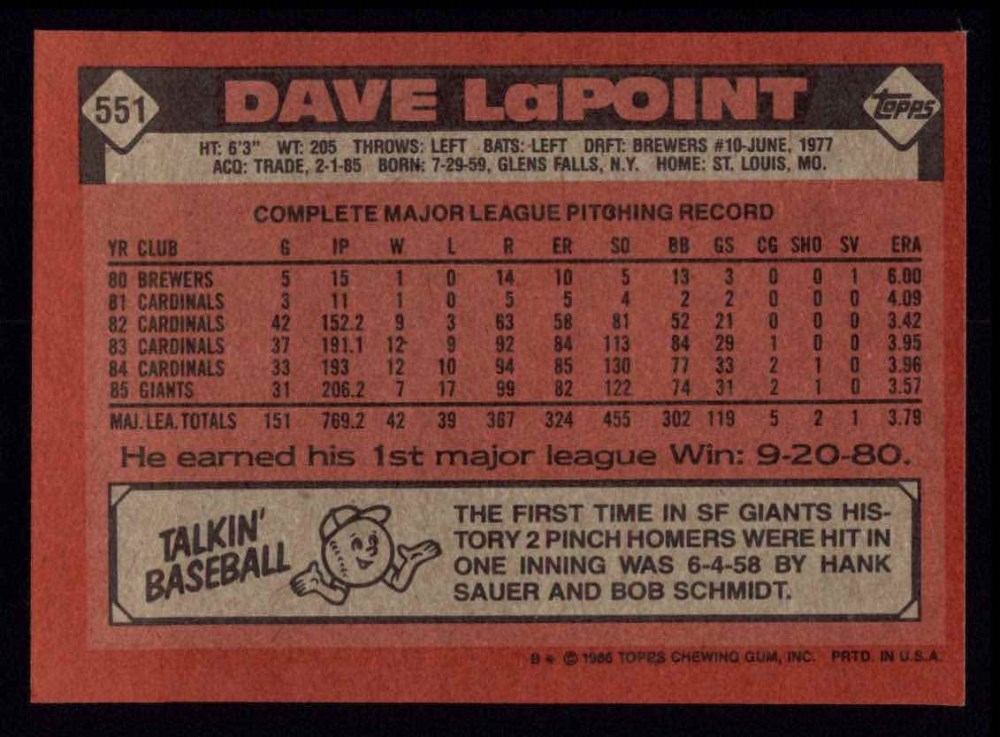 551 DAVE LaPOINT Topps
HT: 6'3" WT: 205 THROWS: LEFT BATS: LEFT DRFT: BREWERS #10-JUNE, 1977
ACQ: TRADE, 2-1-85 BORN: 7-29-59, GLENS FALLS, N.Y. HOME: ST. LOUIS, MO.
COMPLETE MAJOR LEAGUE PITCHING RECORD
YR CLUB G IP W L R ER SO BB GS CG SHO SV ERA
80 BREWERS 5 15 1 0 14 10 5 13 3 0 0 1 6.00
81 CARDINALS 3 11 1 0 5 5 4 2 2 0 0 0 4.09
82 CARDINALS 42 152.2 9 3 63 58 81 52 21 0 0 0 3.42
83 CARDINALS 37 191.1 12 9 92 84 113 84 29 1 0 0 3.95
84 CARDINALS 33 193 12 10 94 85 130 77 33 2 1 0 3.96
85 GIANTS 31 206.2 7 17 99 82 122 74 31 2 1 0 3.57
MAJ. LEA. TOTALS 151 769.2 42 39 367 324 455 302 119 5 2 1 3.79
He earned his 1st major league Win: 9-20-80.
TALKIN'
BASEBALL
THE FIRST TIME IN SF GIANTS HIS-
TORY 2 PINCH HOMERS WERE HIT IN
ONE INNING WAS 6-4-58 BY HANK
SAUER AND BOB SCHMIDT.
B* © 1986 TOPPS CHEWING GUM, INC. PRTD. IN U.S.A.